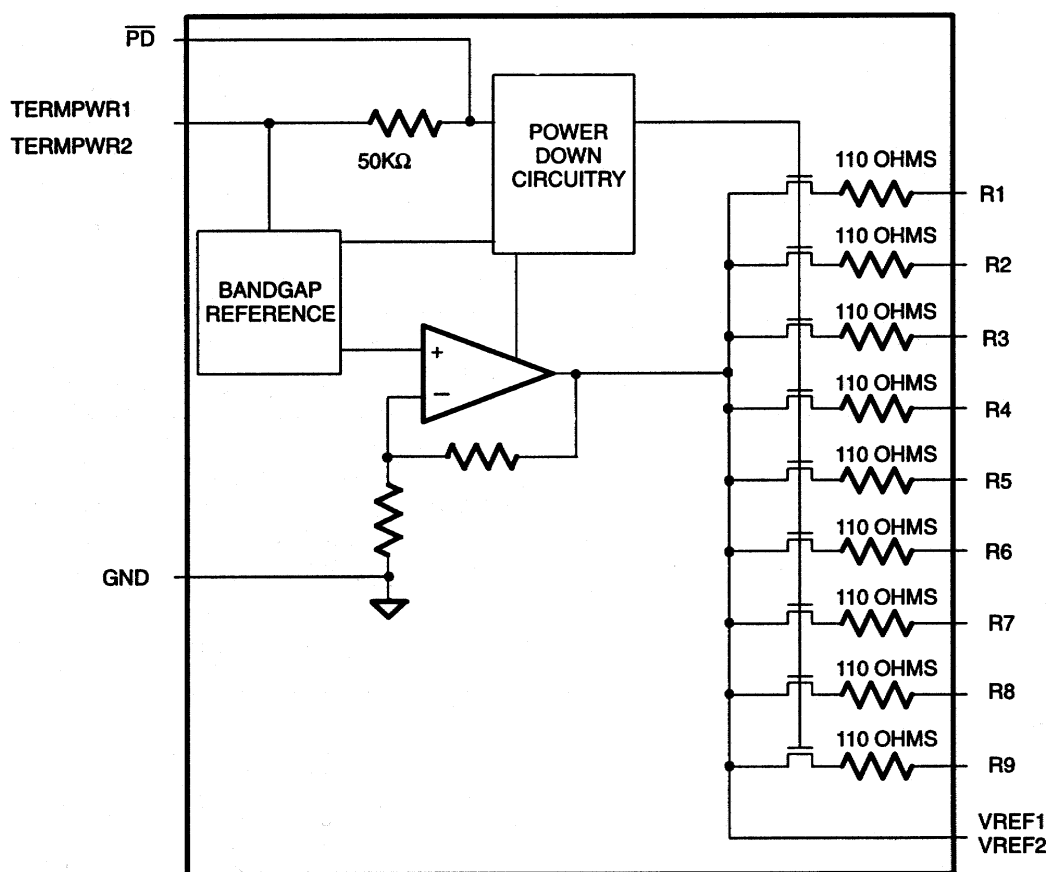 PD
TERMPWR1
TERMPWR2
50KΩ
POWER
DOWN
CIRCUITRY
BANDGAP
REFERENCE
+
−
GND
110 OHMS
R1
110 OHMS
R2
110 OHMS
R3
110 OHMS
R4
110 OHMS
R5
110 OHMS
R6
110 OHMS
R7
110 OHMS
R8
110 OHMS
R9
VREF1
VREF2